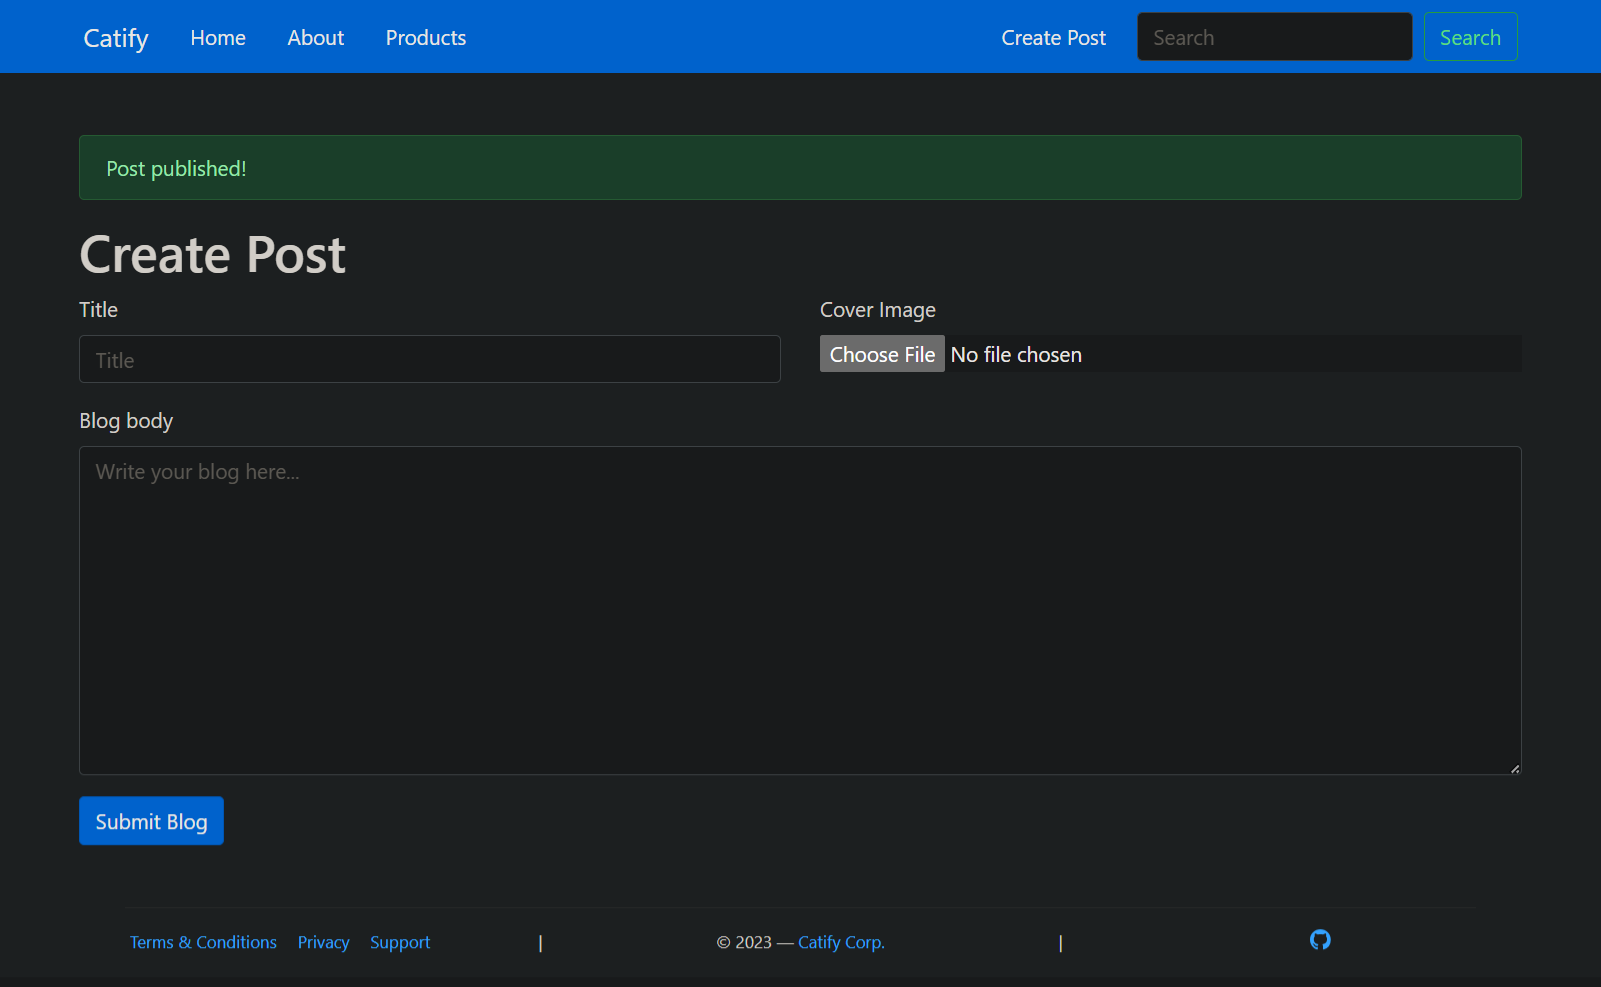 Catify Home About Products Create Post Search Search
Post published!
Create Post
Title Cover Image
Title
Choose File No file chosen
Blog body
Write your blog here...
Submit Blog
Terms & Conditions Privacy Support | © 2023 — Catify Corp. |